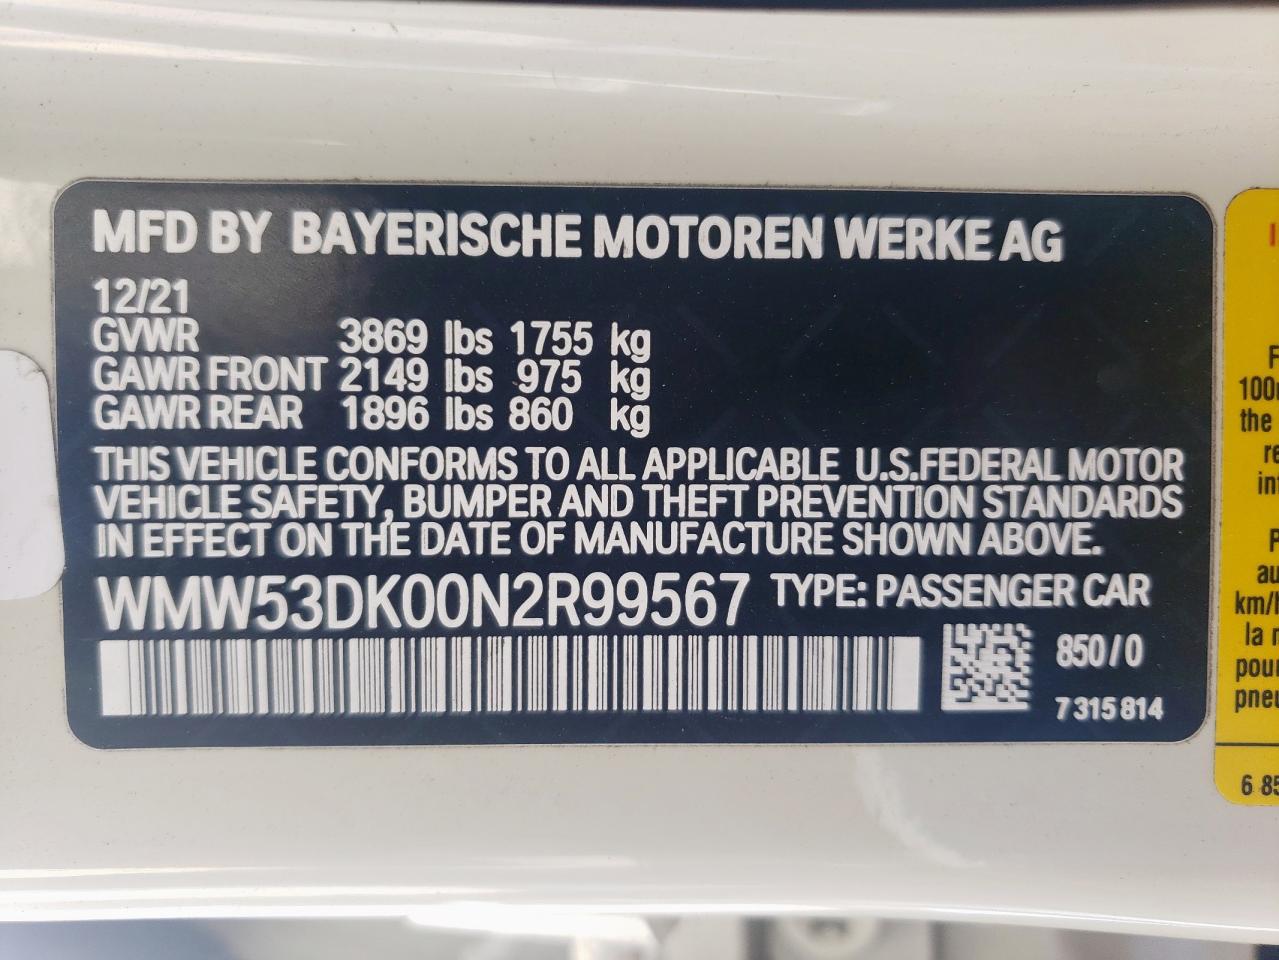 MFD BY BAYERISCHE MOTOREN WERKE AG
12/21
GVWR 3869 lbs 1755 kg
GAWR FRONT 2149 lbs 975 kg
GAWR REAR 1896 lbs 860 kg
THIS VEHICLE CONFORMS TO ALL APPLICABLE U.S.FEDERAL MOTOR
VEHICLE SAFETY, BUMPER AND THEFT PREVENTION STANDARDS
IN EFFECT ON THE DATE OF MANUFACTURE SHOWN ABOVE.
WMW53DK00N2R99567 TYPE: PASSENGER CAR
850/0
7 315 814
the
la